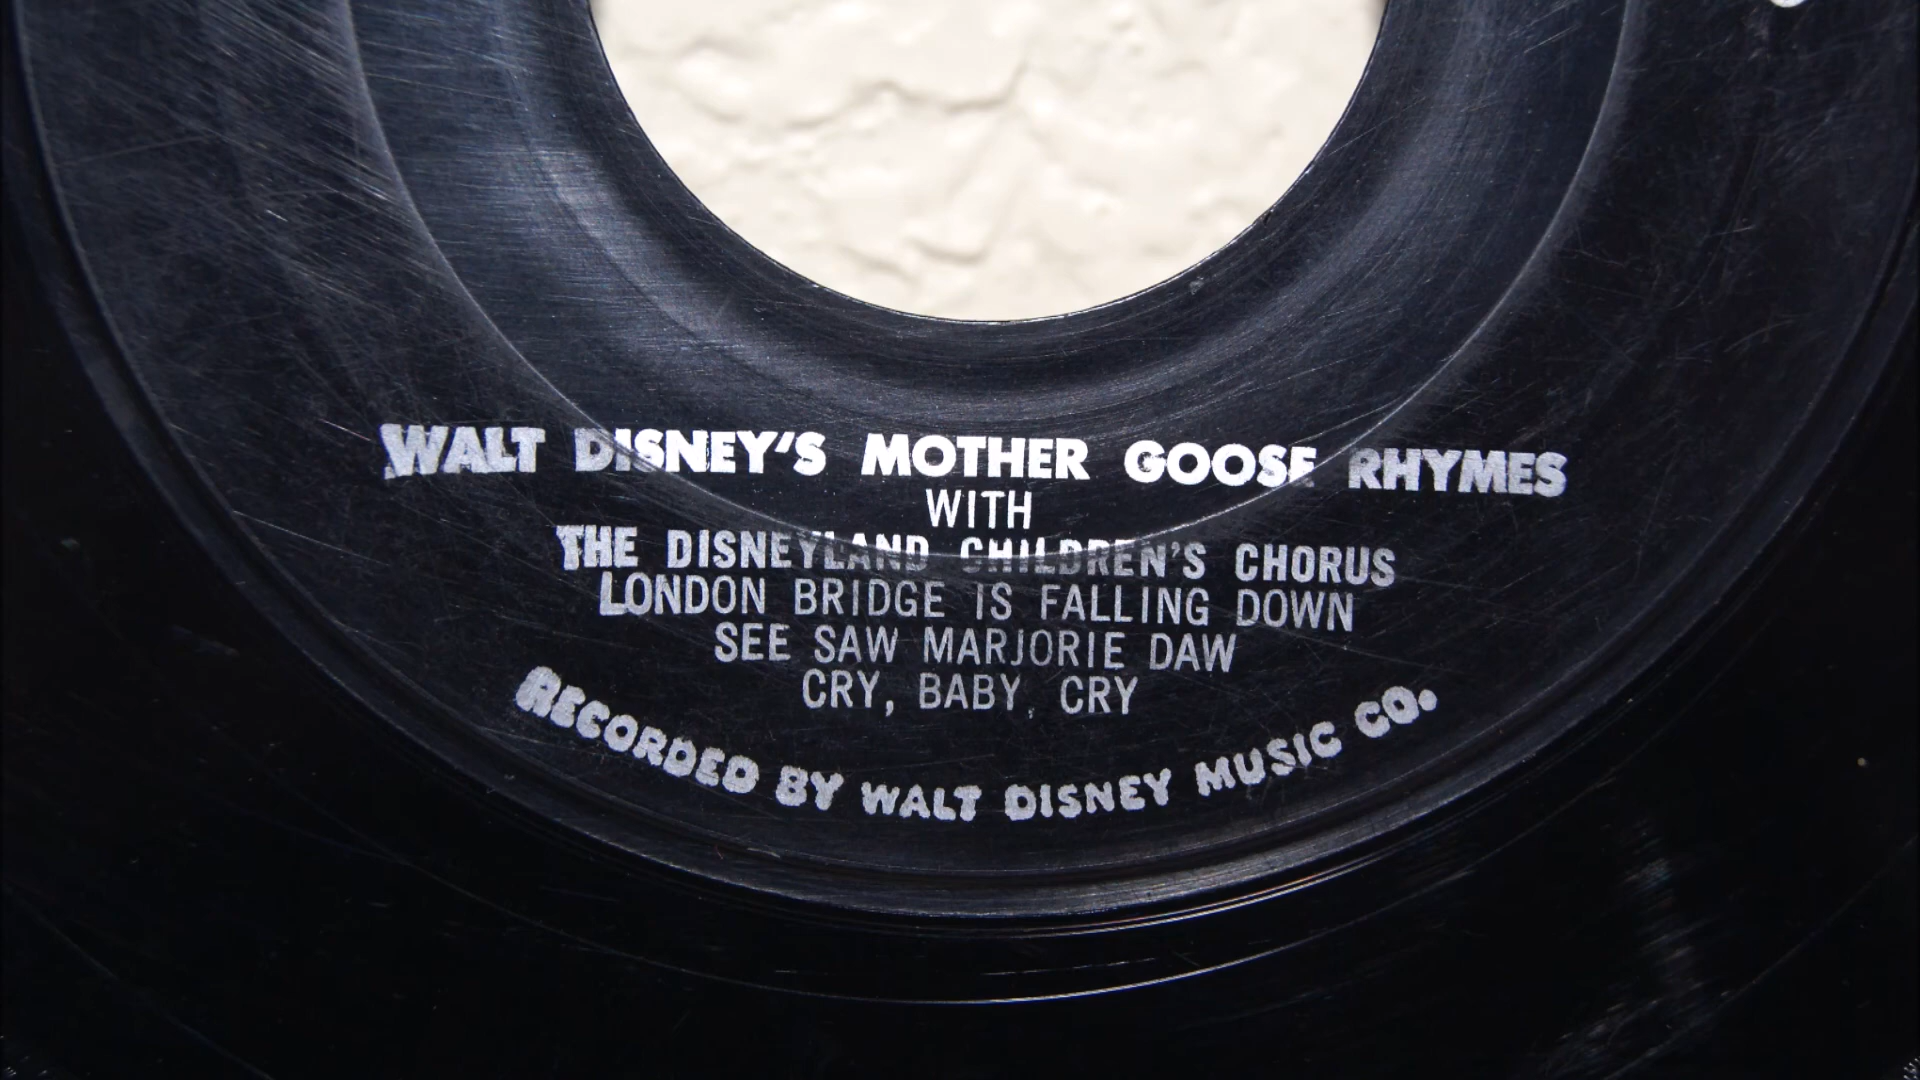 WALT DISNEY'S MOTHER GOOSE RHYMES
WITH
THE DISNEYLAND CHILDREN'S CHORUS
LONDON BRIDGE IS FALLING DOWN
SEE SAW MARJORIE DAW
CRY, BABY, CRY
RECORDED BY WALT DISNEY MUSIC CO.